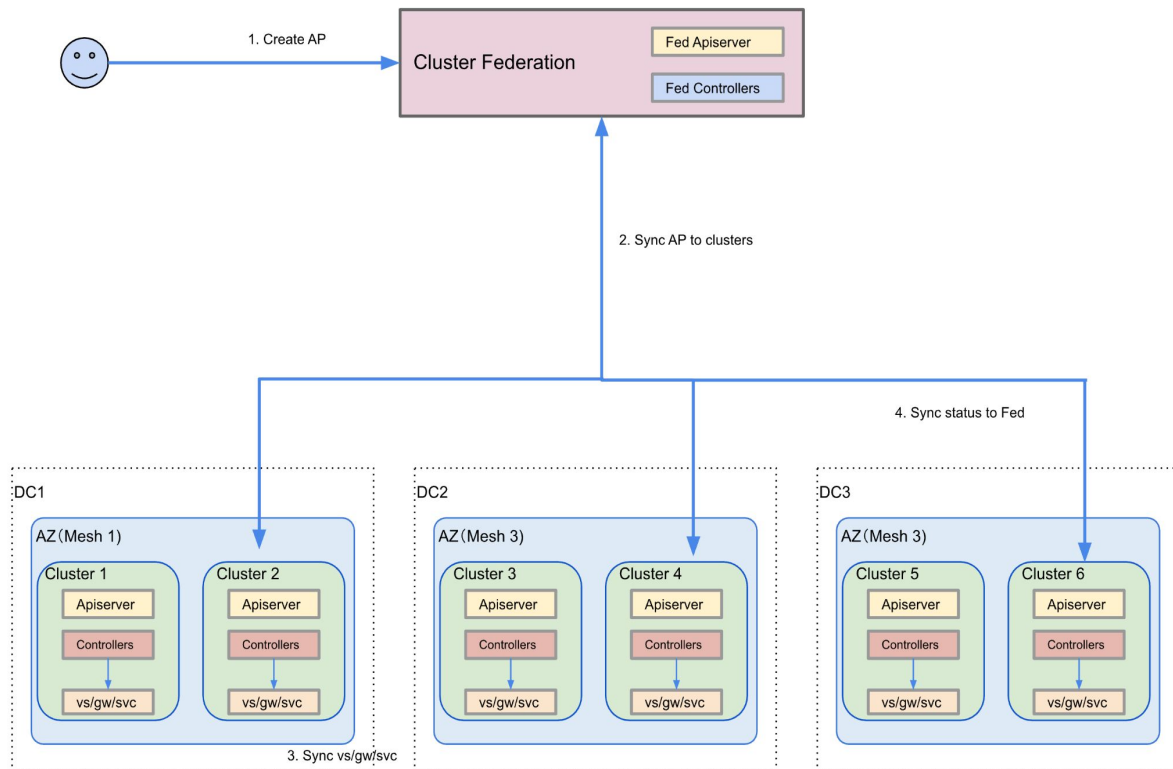 1. Create AP
Cluster Federation
Fed Apiserver
Fed Controllers
2. Sync AP to clusters
4. Sync status to Fed
DC1
AZ(Mesh 1)
Cluster 1
Apiserver
Controllers
vs/gw/svc
Cluster 2
Apiserver
Controllers
vs/gw/svc
3. Sync vs/gw/svc
DC2
AZ(Mesh 3)
Cluster 3
Apiserver
Controllers
vs/gw/svc
Cluster 4
Apiserver
Controllers
vs/gw/svc
DC3
AZ(Mesh 3)
Cluster 5
Apiserver
Controllers
vs/gw/svc
Cluster 6
Apiserver
Controllers
vs/gw/svc